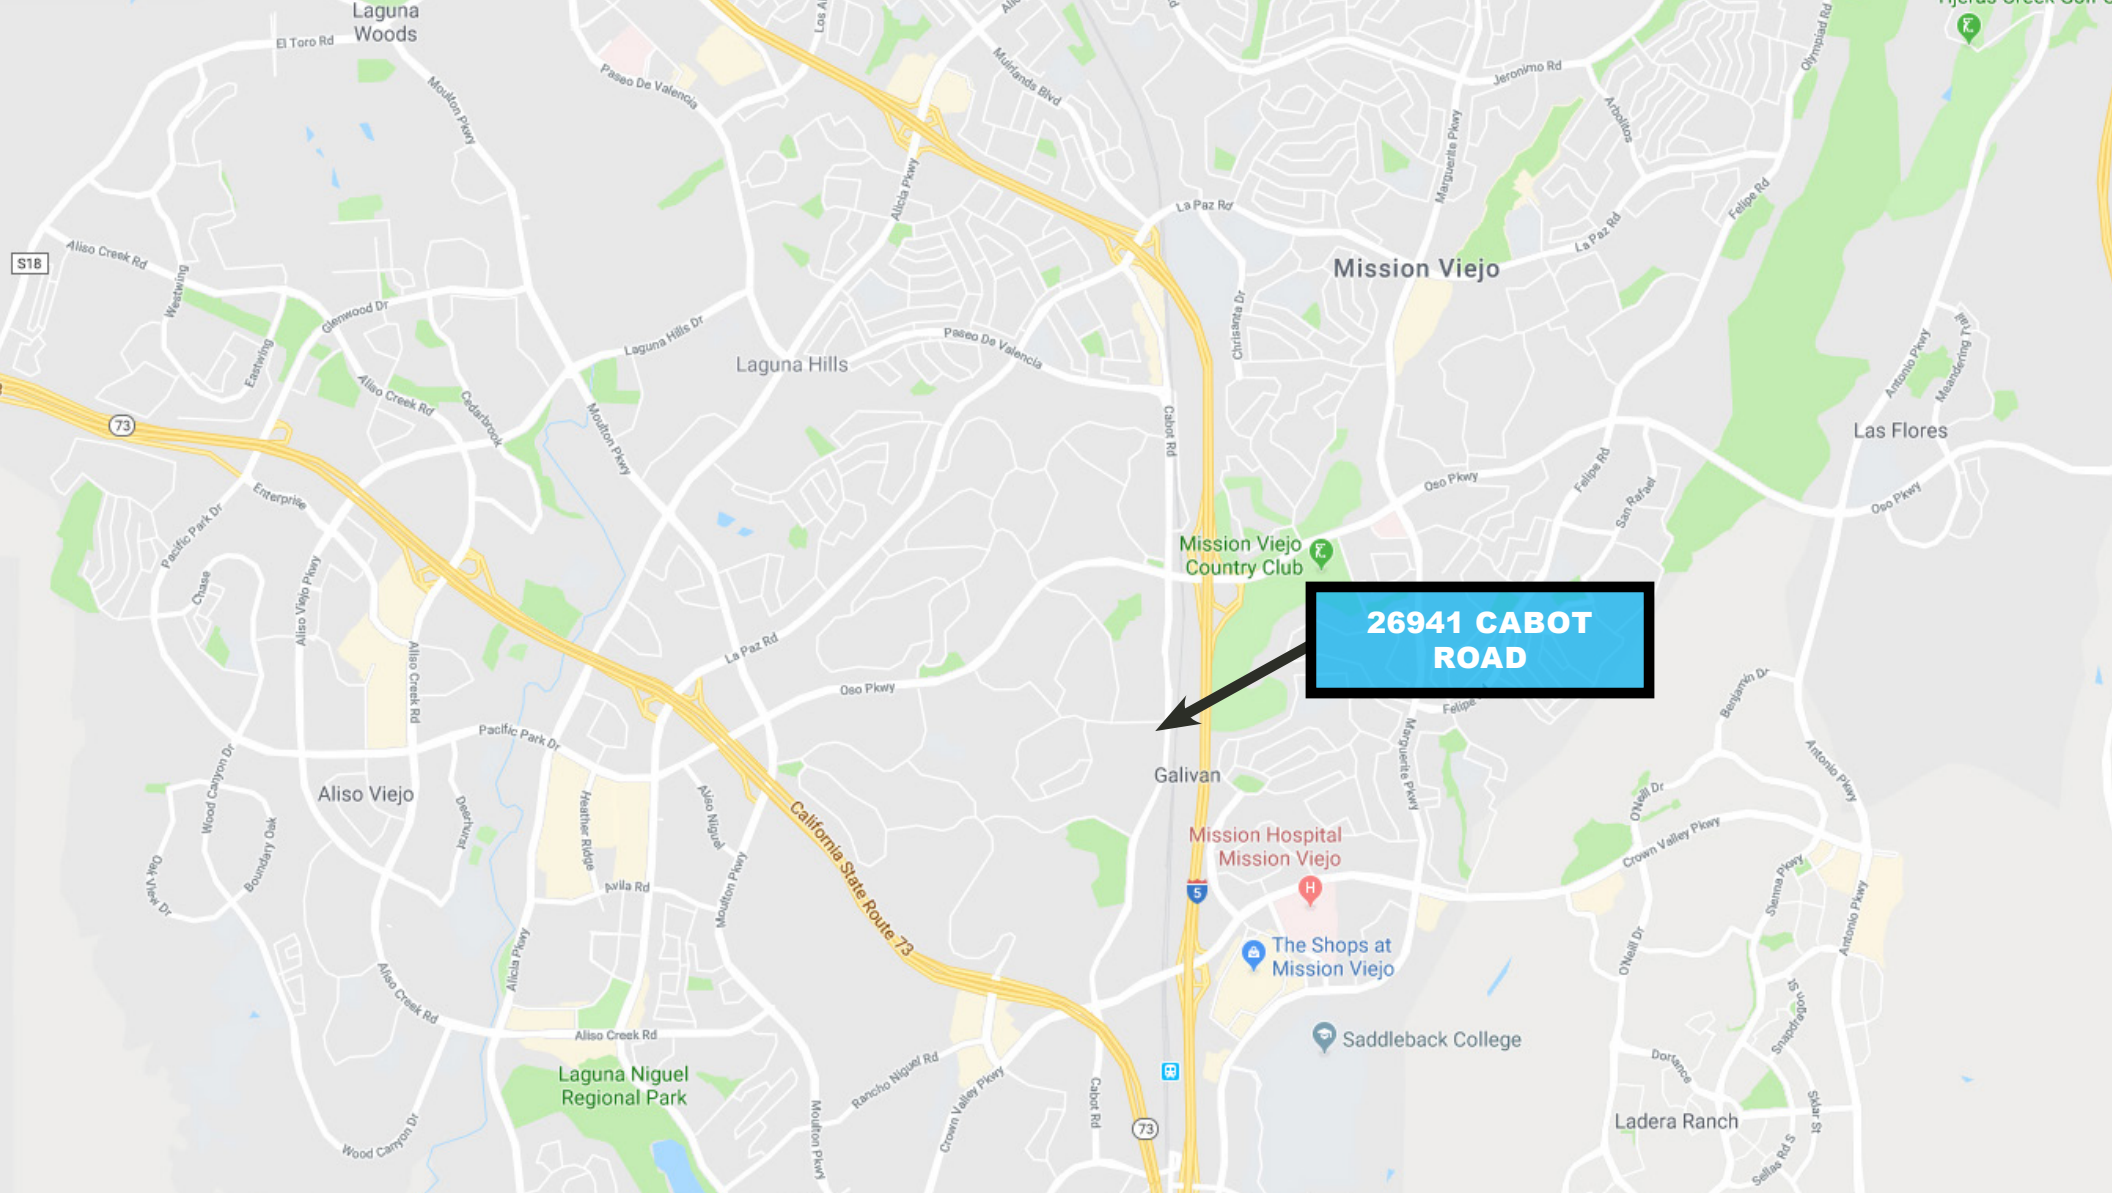 Laguna
Woods
El Toro Rd
Moulton Pkwy
Paseo De Valencia
Muirlands Blvd
Alicia Pkwy
Jeronimo Rd
Olympiad Rd
Arbolitos
Marguerite Pkwy
Felipe Rd
La Paz Rd
La Paz Rd
Mission Viejo
S18
Aliso Creek Rd
Westwing
Glenwood Dr
Eastwing
Aliso Creek Rd
Cedarbrook
Laguna Hills Dr
Laguna Hills
Paseo De Valencia
Chrisanta Dr
Cabot Rd
Antonio Pkwy
Meandering Trail
Las Flores
73
Moulton Pkwy
Enterprise
Pacific Park Dr
Chase
Aliso Viejo Pkwy
Oso Pkwy
Felipe Rd
San Rafael
Oso Pkwy
Mission Viejo
Country Club
26941 CABOT
ROAD
Aliso Creek Rd
La Paz Rd
Oso Pkwy
Felipe
Benjamin Dr
Pacific Park Dr
Marguerite Pkwy
Antonio Pkwy
Wood Canyon Dr
Aliso Viejo
Galivan
Deerhurst
Heather Ridge
Aliso Niguel
California State Route 73
O'Neill Dr
Crown Valley Pkwy
Mission Hospital
Mission Viejo
H
5
Boundary Oak
Oak View Dr
Avila Rd
Moulton Pkwy
Sienna Pkwy
Antonio Pkwy
Alicia Pkwy
The Shops at
Mission Viejo
O'Neill Dr
Aliso Creek Rd
Aliso Creek Rd
Snapdragon St
Saddleback College
Laguna Niguel
Regional Park
Rancho Niguel Rd
Crown Valley Pkwy
Cabot Rd
Dorrance
Moulton Pkwy
73
Sklar St
Ladera Ranch
Wood Canyon Dr
Sellas Rd S